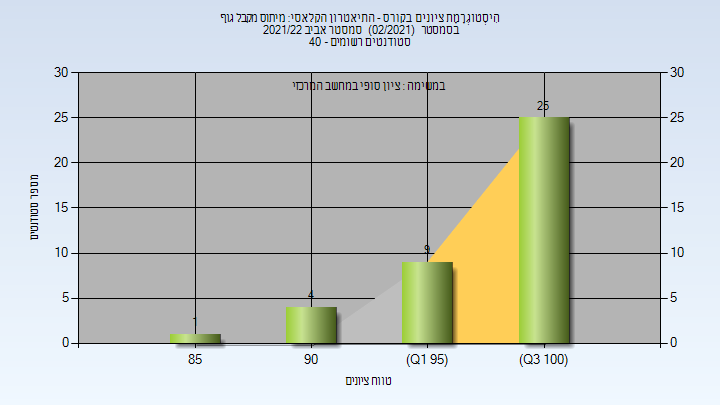 היסטוגרמת ציונים בקורס - התיאטרון הקלאסי: מיתוס מקבל גוף
בסמסטר (02/2021) סמסטר אביב 2021/22
סטודנטים רשומים - 40
במשימה : ציון סופי במחשב המרכזי
30
25
20
15
10
5
0
מספר סטודנטים
1
4
9
25
30
25
20
15
10
5
0
85
90
(Q1 95)
(Q3 100)
טווח ציונים